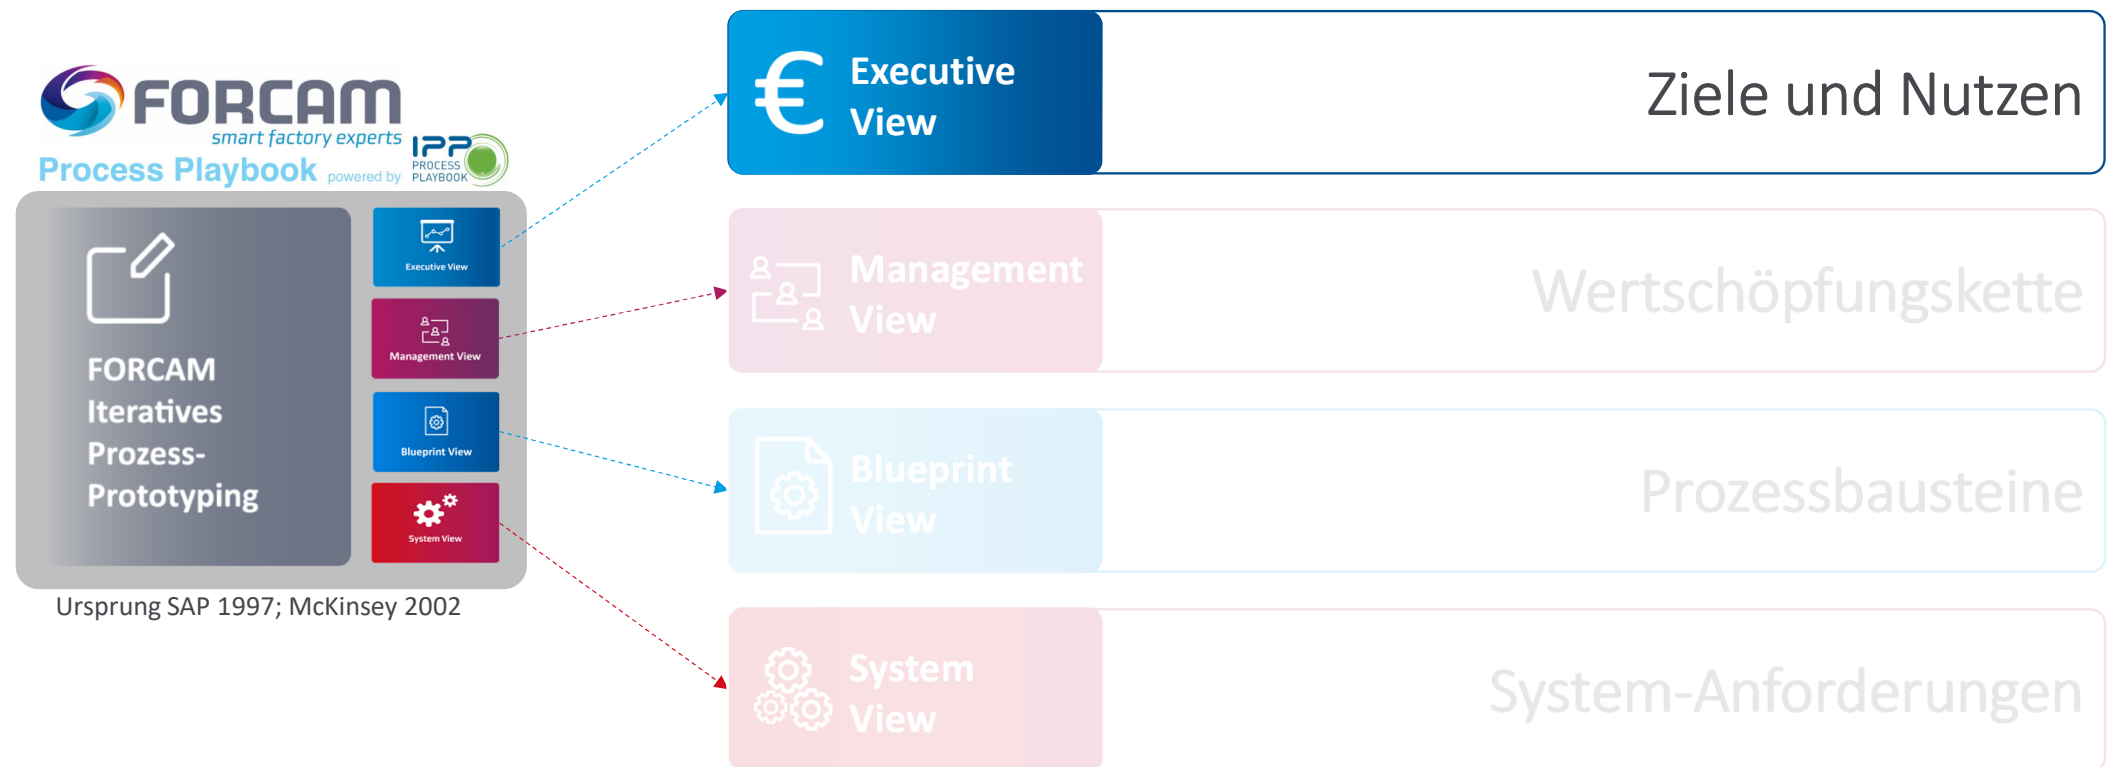 FORCAM
smart factory experts
Process Playbook powered by
IPP
PROCESS
PLAYBOOK
FORCAM
Iteratives
Prozess-
Prototyping
Executive View
Management View
Blueprint View
System View
Ursprung SAP 1997; McKinsey 2002
€
Executive
View
Ziele und Nutzen
Management
View
Wertschöpfungskette
Blueprint
View
Prozessbausteine
System
View
System-Anforderungen